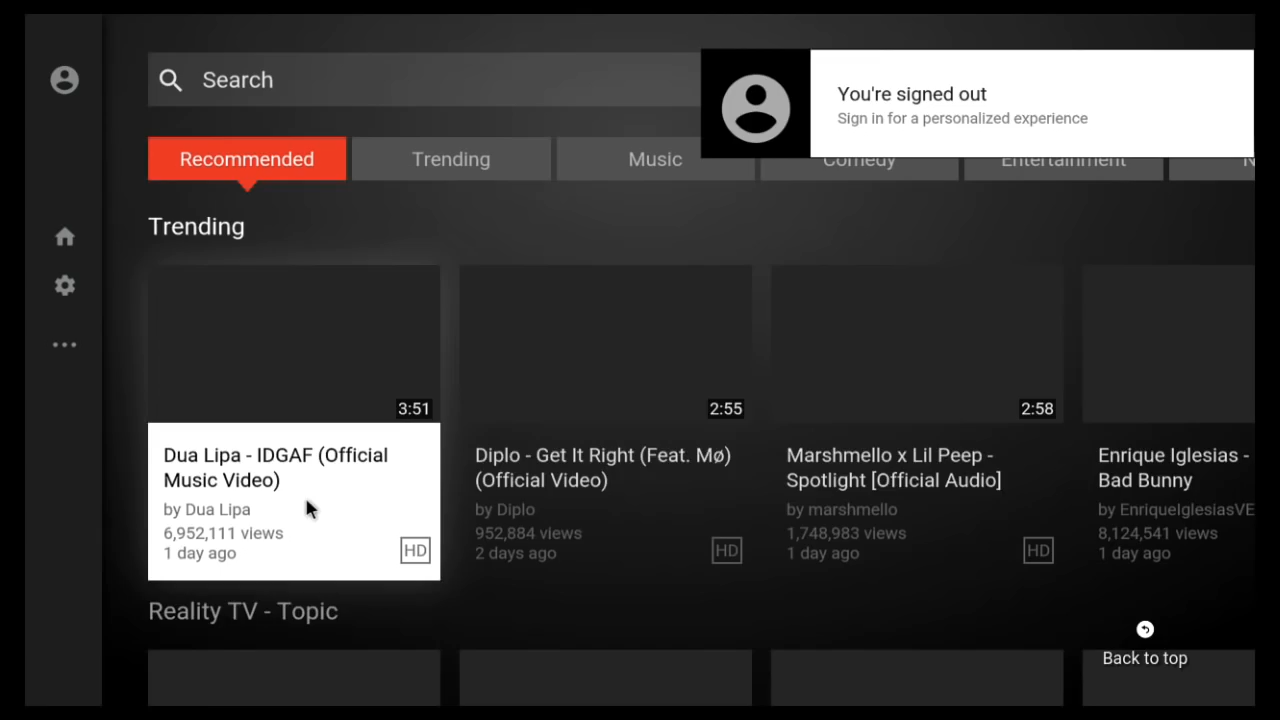 Search
You're signed out
Sign in for a personalized experience
Recommended
Trending
Music
Comedy
Entertainment
N
Trending
3:51
2:55
2:58
Dua Lipa - IDGAF (Official
Music Video)
by Dua Lipa
6,952,111 views
1 day ago
HD
Diplo - Get It Right (Feat. Mø)
(Official Video)
by Diplo
952,884 views
2 days ago
HD
Marshmello x Lil Peep -
Spotlight [Official Audio]
by marshmello
1,748,983 views
1 day ago
HD
Enrique Iglesias -
Bad Bunny
by EnriqueIglesiasVE
8,124,541 views
1 day ago
Reality TV - Topic
Back to top